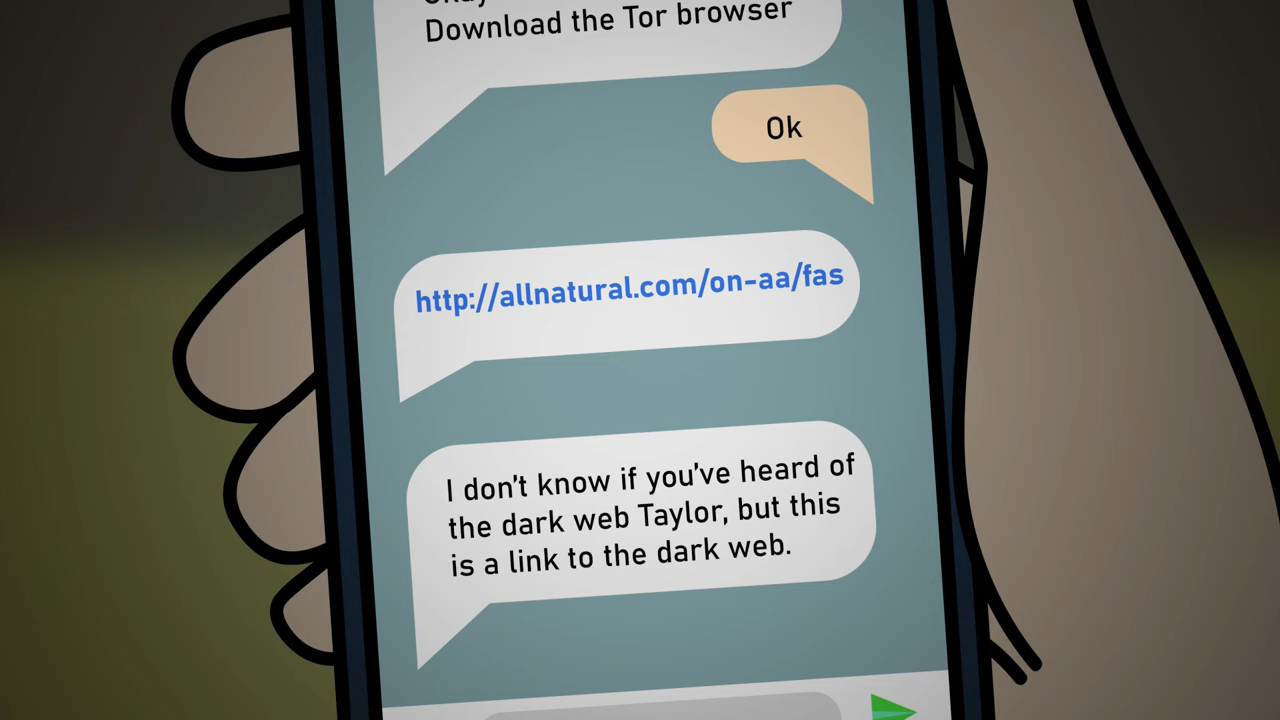 Okay
Download the Tor browser
Ok
http://allnatural.com/on-aa/fas
I don't know if you've heard of
the dark web Taylor, but this
is a link to the dark web.